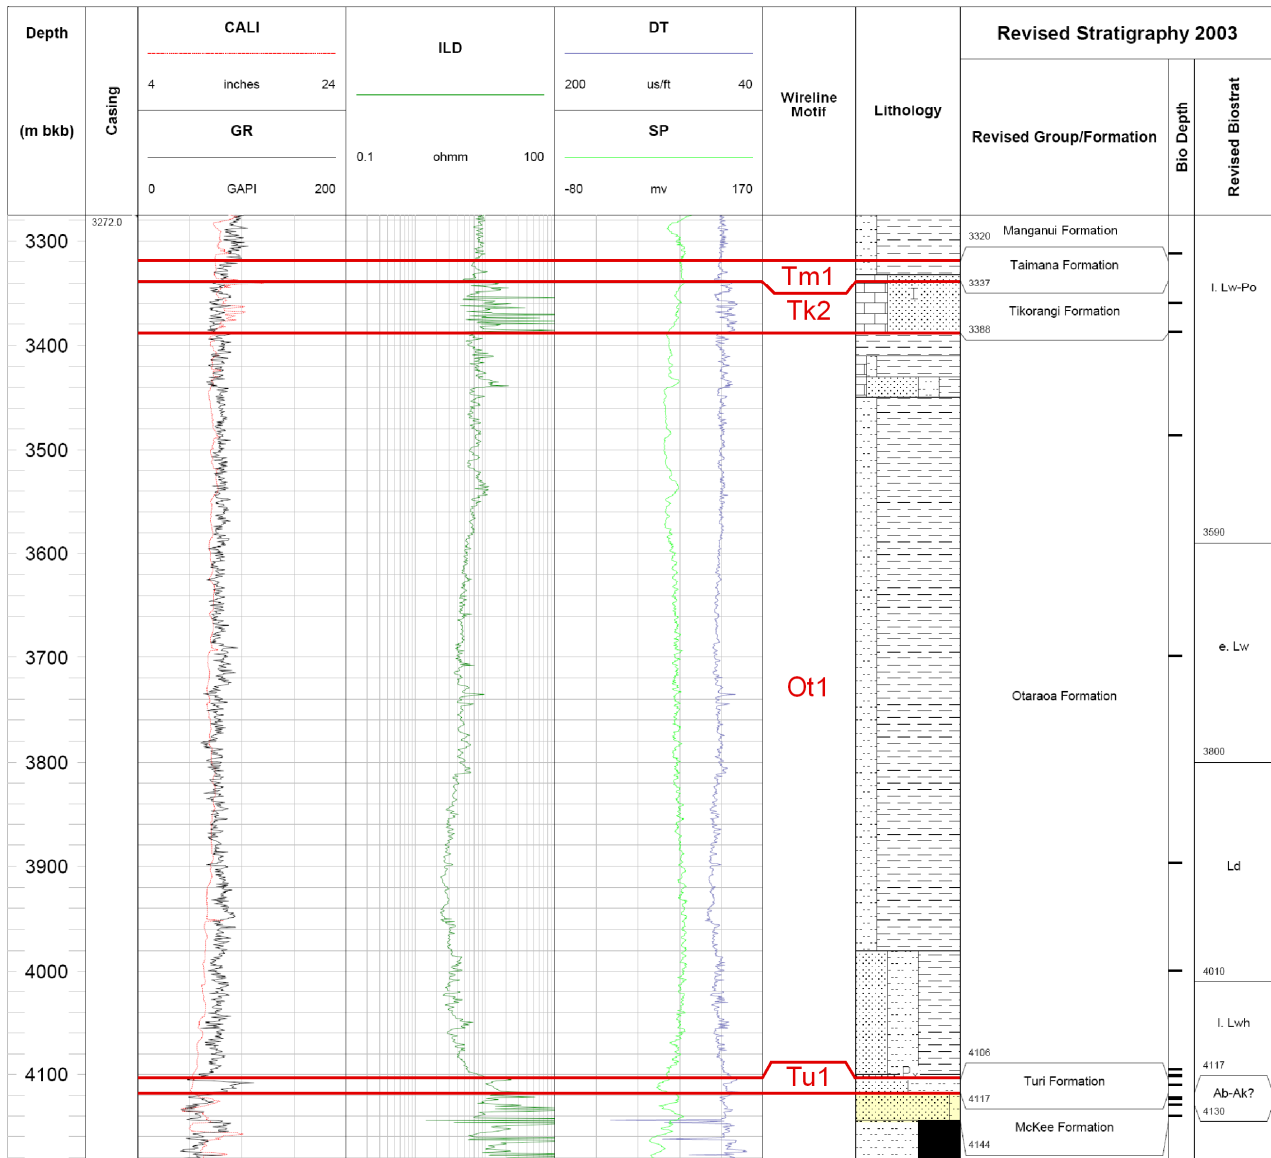 Depth
(m bkb)
Casing
CALI
4 inches 24
GR
0 GAPI 200
ILD
0.1 ohmm 100
DT
200 us/ft 40
SP
-80 mv 170
Wireline
Motif
Lithology
Revised Stratigraphy 2003
Revised Group/Formation
Bio Depth
Revised Biostrat
3272.0
3300
3400
3500
3600
3700
3800
3900
4000
4100
Tm1
Tk2
Ot1
Tu1
Manganui Formation
3320
Taimana Formation
3337
Tikorangi Formation
3388
Otaraoa Formation
4106
Turi Formation
4117
McKee Formation
4144
l. Lw-Po
3590
e. Lw
3800
Ld
4010
l. Lwh
4117
Ab-Ak?
4130